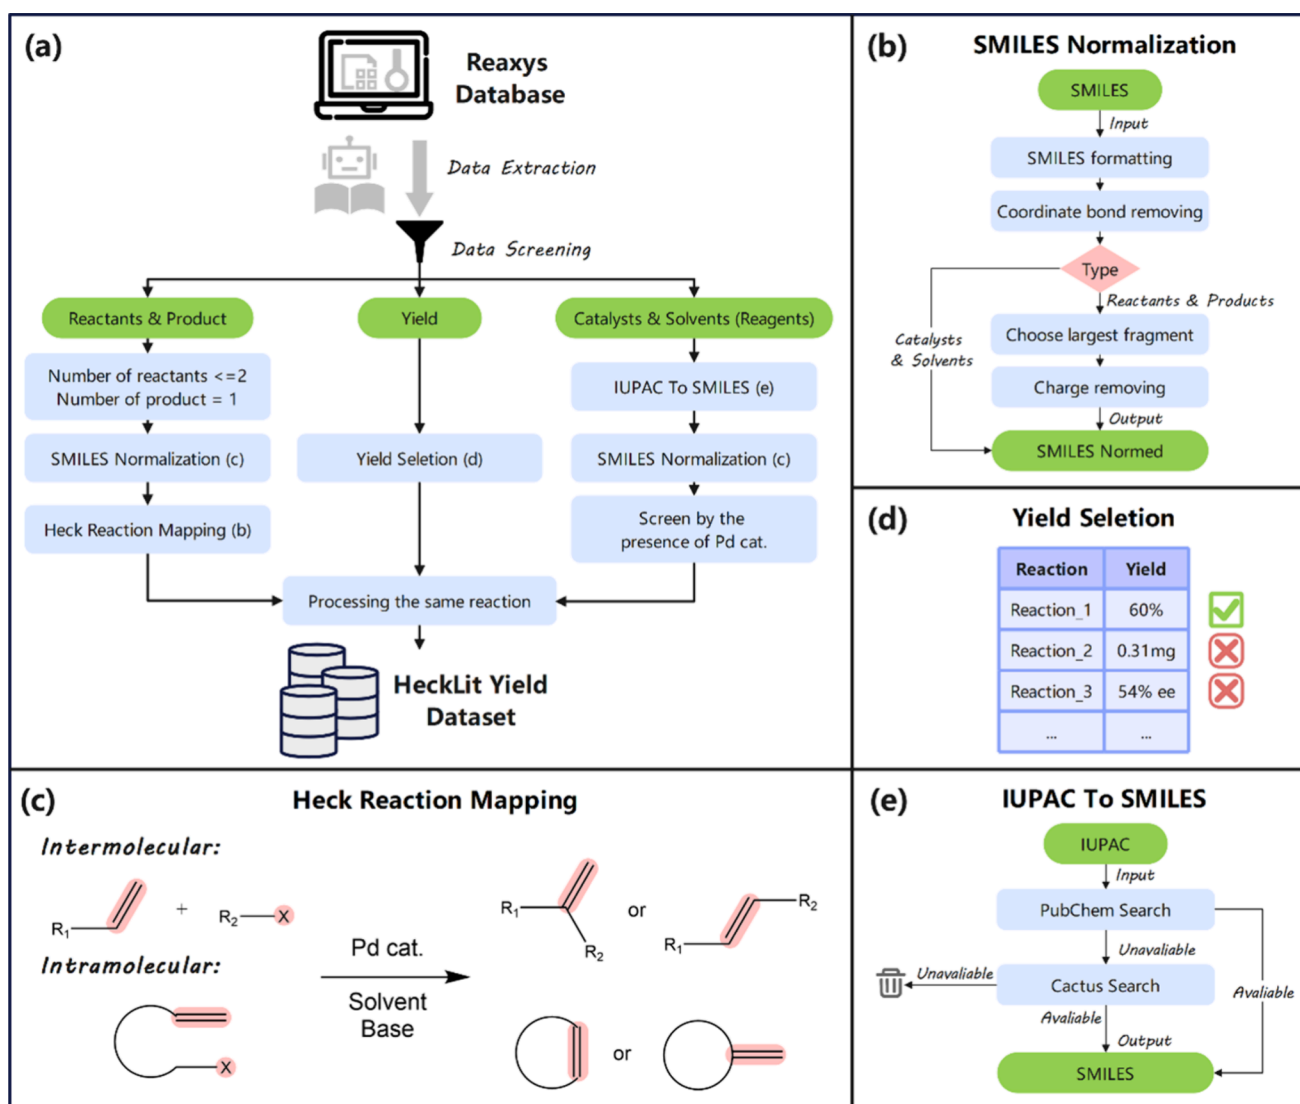 (a)
Reaxys
Database
Data Extraction
Data Screening
Reactants & Product
Yield
Catalysts & Solvents (Reagents)
Number of reactants <=2
Number of product = 1
IUPAC To SMILES (e)
SMILES Normalization (c)
Yield Seletion (d)
SMILES Normalization (c)
Heck Reaction Mapping (b)
Screen by the
presence of Pd cat.
Processing the same reaction
HeckLit Yield
Dataset
(b)
SMILES Normalization
SMILES
Input
SMILES formatting
Coordinate bond removing
Type
Reactants & Products
Catalysts
& Solvents
Choose largest fragment
Charge removing
Output
SMILES Normed
(d)
Yield Seletion
Reaction Yield
Reaction_1 60%
Reaction_2 0.31mg
Reaction_3 54% ee
... ...
(c)
Heck Reaction Mapping
Intermolecular:
R1 + R2 X
Intramolecular:
X
Pd cat.
Solvent
Base
R1 R2 or R1 R2
or
(e)
IUPAC To SMILES
IUPAC
Input
PubChem Search
Unavaliable
Unavaliable
Cactus Search
Avaliable
Avaliable
Output
SMILES